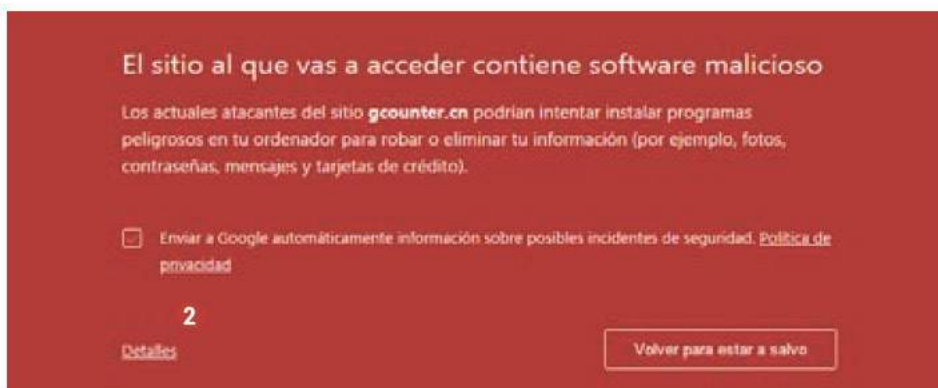 El sitio al que vas a acceder contiene software malicioso
Los actuales atacantes del sitio gcounter.cn podrían intentar instalar programas
peligrosos en tu ordenador para robar o eliminar tu información (por ejemplo, fotos,
contraseñas, mensajes y tarjetas de crédito).
Enviar a Google automáticamente información sobre posibles incidentes de seguridad. Política de
privacidad
2
Detalles
Volver para estar a salvo